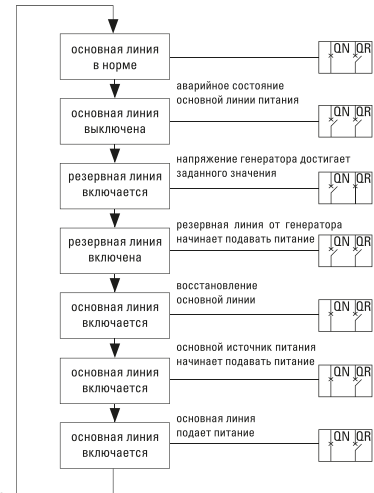 основная линия
в норме
QN QR
аварийное состояние
основной линии питания
основная линия
выключена
QN QR
напряжение генератора достигает
заданного значения
резервная линия
включается
QN QR
резервная линия от генератора
начинает подавать питание
резервная линия
включена
QN QR
восстановление
основной линии
основная линия
включается
QN QR
основной источник питания
начинает подавать питание
основная линия
включается
QN QR
основная линия
подает питание
основная линия
включается
QN QR